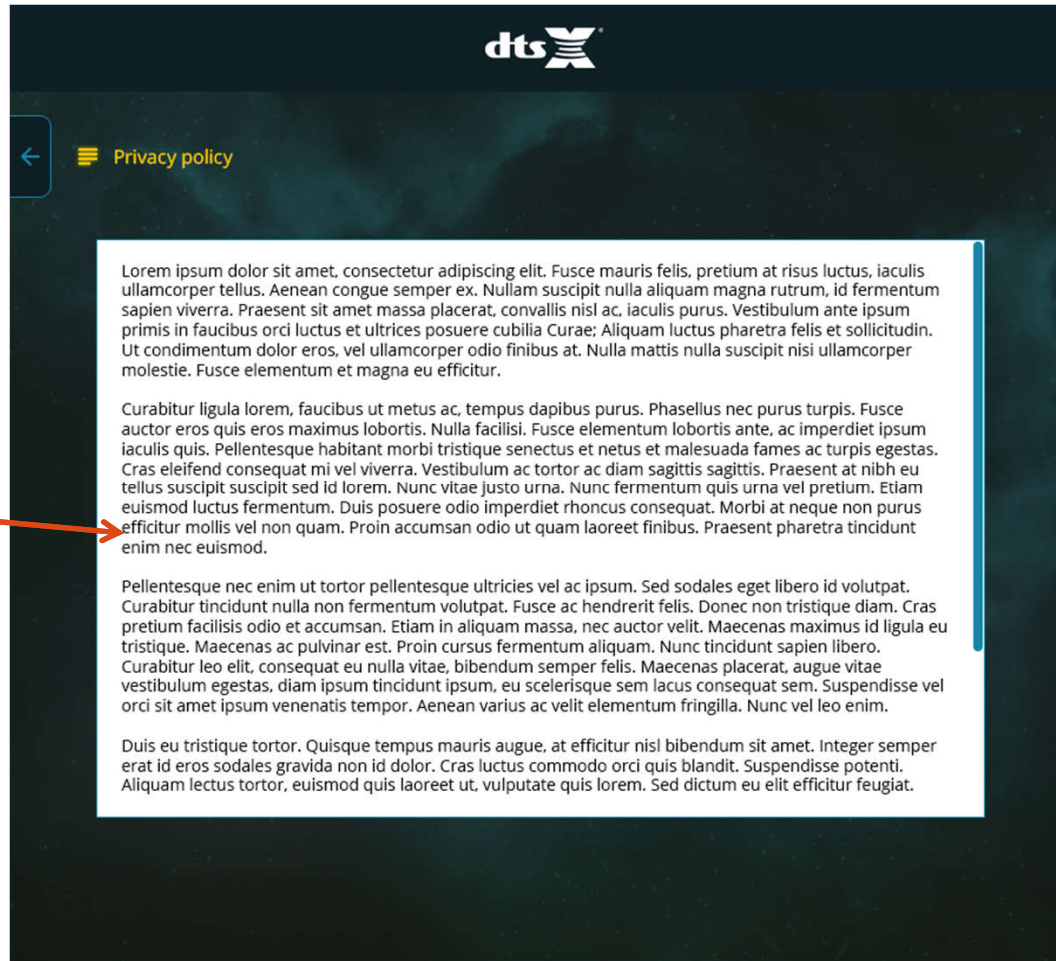 dts X
Privacy policy
Lorem ipsum dolor sit amet, consectetur adipiscing elit. Fusce mauris felis, pretium at risus luctus, iaculis
ullamcorper tellus. Aenean congue semper ex. Nullam suscipit nulla aliquam magna rutrum, id fermentum
sapien viverra. Praesent sit amet massa placerat, convallis nisl ac, iaculis purus. Vestibulum ante ipsum
primis in faucibus orci luctus et ultrices posuere cubilia Curae; Aliquam luctus pharetra felis et sollicitudin.
Ut condimentum dolor eros, vel ullamcorper odio finibus at. Nulla mattis nulla suscipit nisi ullamcorper
molestie. Fusce elementum et magna eu efficitur.
Curabitur ligula lorem, faucibus ut metus ac, tempus dapibus purus. Phasellus nec purus turpis. Fusce
auctor eros quis eros maximus lobortis. Nulla facilisi. Fusce elementum lobortis ante, ac imperdiet ipsum
iaculis quis. Pellentesque habitant morbi tristique senectus et netus et malesuada fames ac turpis egestas.
Cras eleifend consequat mi vel viverra. Vestibulum ac tortor ac diam sagittis sagittis. Praesent at nibh eu
tellus suscipit suscipit sed id lorem. Nunc vitae justo urna. Nunc fermentum quis urna vel pretium. Etiam
euismod luctus fermentum. Duis posuere odio imperdiet rhoncus consequat. Morbi at neque non purus
efficitur mollis vel non quam. Proin accumsan odio ut quam laoreet finibus. Praesent pharetra tincidunt
enim nec euismod.
Pellentesque nec enim ut tortor pellentesque ultricies vel ac ipsum. Sed sodales eget libero id volutpat.
Curabitur tincidunt nulla non fermentum volutpat. Fusce ac hendrerit felis. Donec non tristique diam. Cras
pretium facilisis odio et accumsan. Etiam in aliquam massa, nec auctor velit. Maecenas maximus id ligula eu
tristique. Maecenas ac pulvinar est. Proin cursus fermentum aliquam. Nunc tincidunt sapien libero.
Curabitur leo elit, consequat eu nulla vitae, bibendum semper felis. Maecenas placerat, augue vitae
vestibulum egestas, diam ipsum tincidunt ipsum, eu scelerisque sem lacus consequat sem. Suspendisse vel
orci sit amet ipsum venenatis tempor. Aenean varius ac velit elementum fringilla. Nunc vel leo enim.
Duis eu tristique tortor. Quisque tempus mauris augue, at efficitur nisl bibendum sit amet. Integer semper
erat id eros sodales gravida non id dolor. Cras luctus commodo orci quis blandit. Suspendisse potenti.
Aliquam lectus tortor, euismod quis laoreet ut, vulputate quis lorem. Sed dictum eu elit efficitur feugiat.